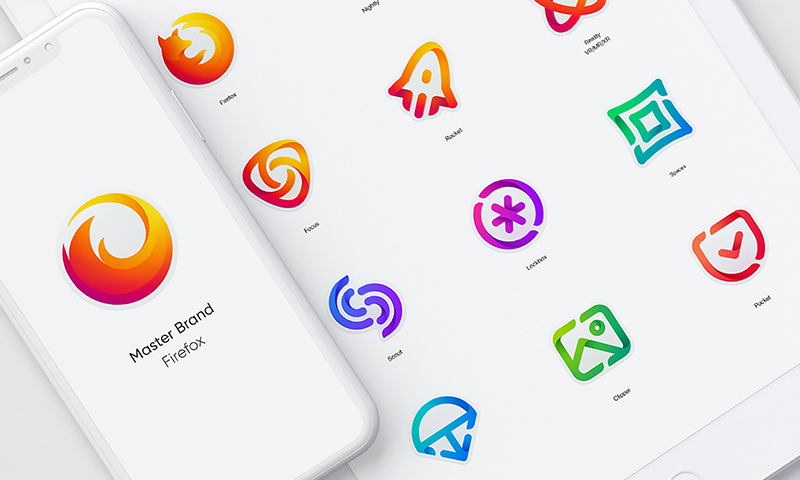 Master Brand
Firefox
Nightly
Firefox
Reality
VR/MR/XR
Rocket
Focus
Spaces
Lockbox
Scout
Pocket
Clipper